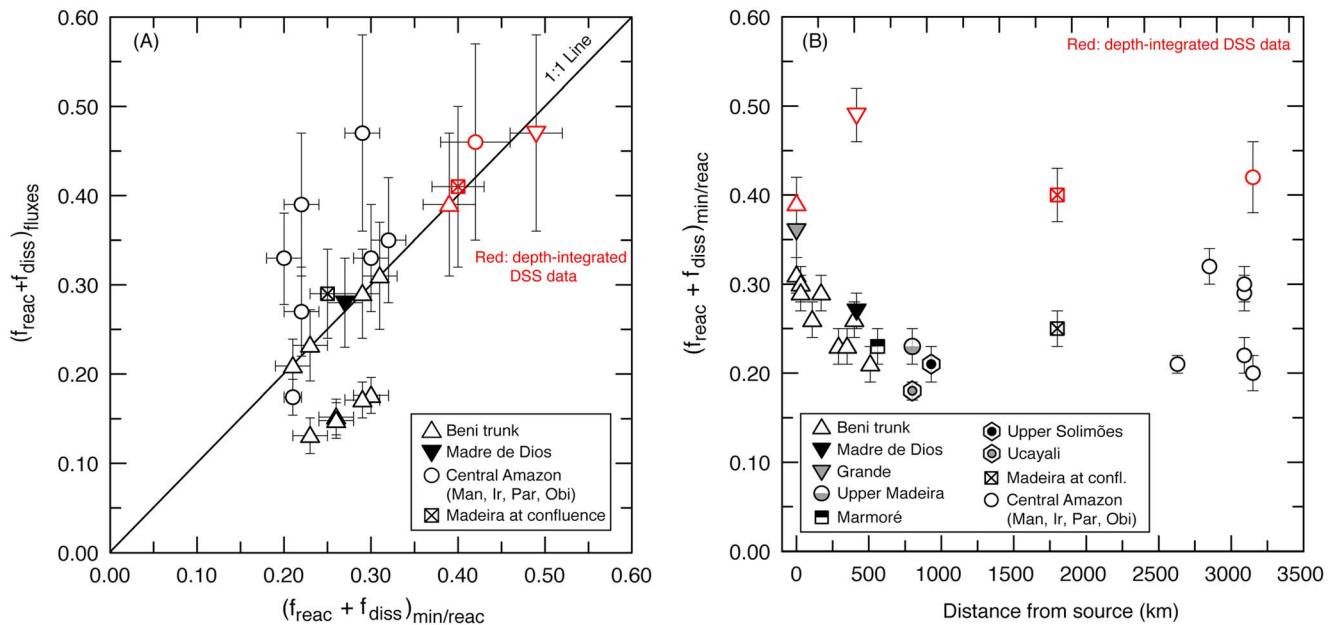 (A)
1:1 Line
Red: depth-integrated
DSS data
Beni trunk
Madre de Dios
Central Amazon
(Man, Ir, Par, Obi)
Madeira at confluence
0.60
0.50
0.40
0.30
0.20
0.10
0.00
(f_reac + f_diss)_fluxes
0.00 0.10 0.20 0.30 0.40 0.50 0.60
(f_reac + f_diss)_min/reac
(B)
Red: depth-integrated DSS data
Beni trunk
Madre de Dios
Grande
Upper Madeira
Marmoré
Upper Solimões
Ucayali
Madeira at confl.
Central Amazon
(Man, Ir, Par, Obi)
0.60
0.50
0.40
0.30
0.20
0.10
0.00
(f_reac + f_diss)_min/reac
0 500 1000 1500 2000 2500 3000 3500
Distance from source (km)